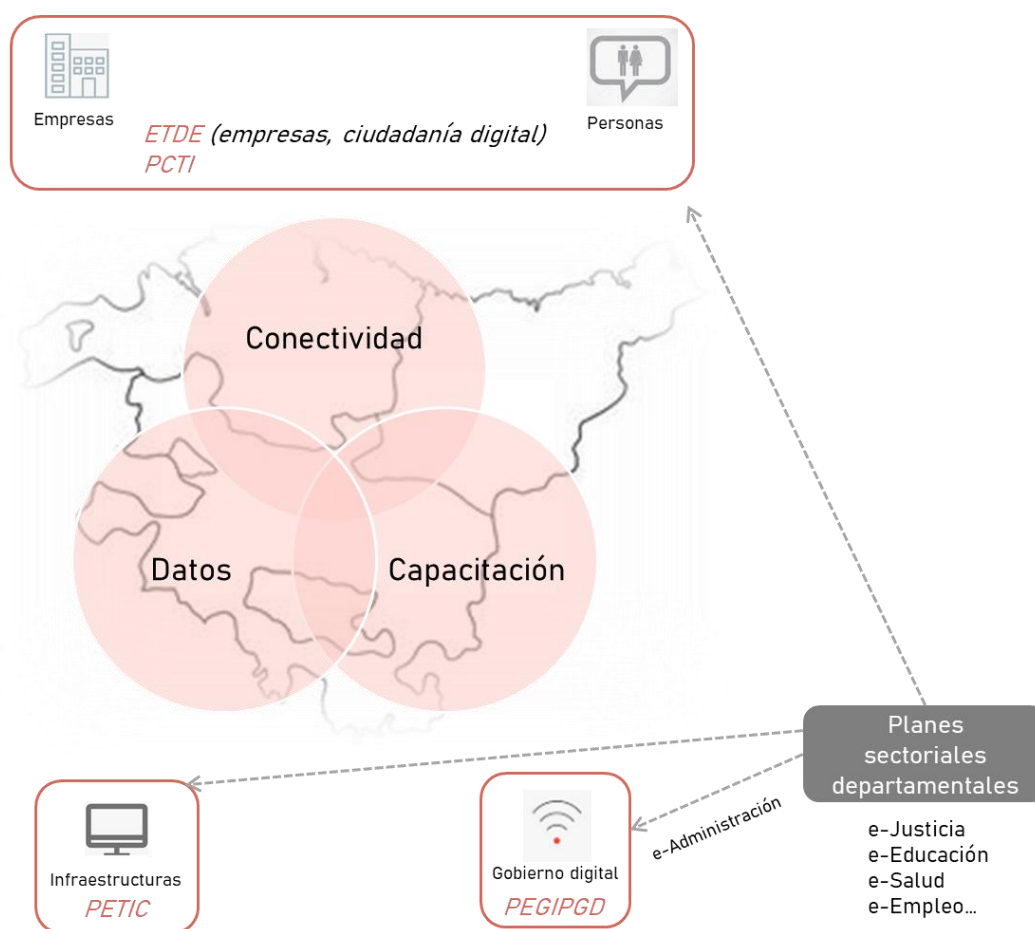 Empresas
Personas
ETDE (empresas, ciudadanía digital)
PCTI
Conectividad
Datos
Capacitación
Planes
sectoriales
departamentales
e-Administración
e-Justicia
e-Educación
e-Salud
e-Empleo...
Infraestructuras
PETIC
Gobierno digital
PEGIPGD